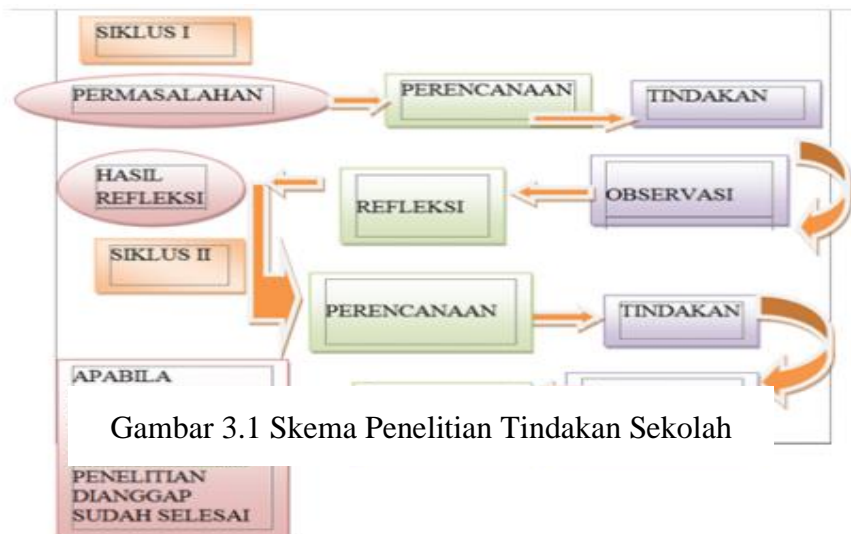 SIKLUS I
PERMASALAHAN
PERENCANAAN
TINDAKAN
HASIL
REFLEKSI
REFLEKSI
OBSERVASI
SIKLUS II
PERENCANAAN
TINDAKAN
APABILA
Gambar 3.1 Skema Penelitian Tindakan Sekolah
PENELITIAN
DIANGGAP
SUDAH SELESAI